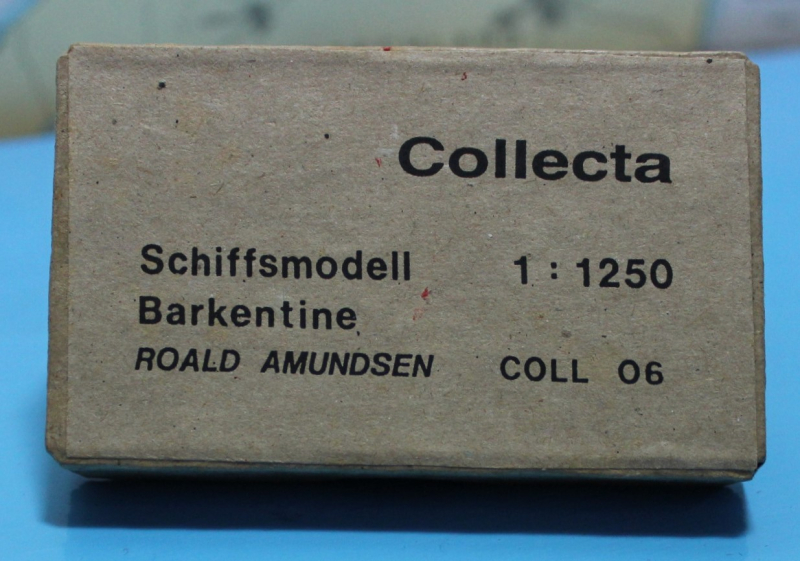 Collecta
Schiffsmodell 1 : 1250
Barkentine
ROALD AMUNDSEN COLL 06